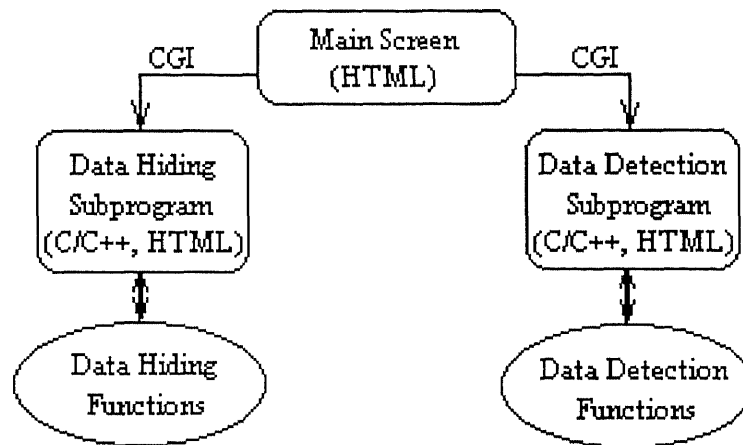 Main Screen
(HTML)
CGI
CGI
Data Hiding
Subprogram
(C/C++, HTML)
Data Detection
Subprogram
(C/C++, HTML)
Data Hiding
Functions
Data Detection
Functions